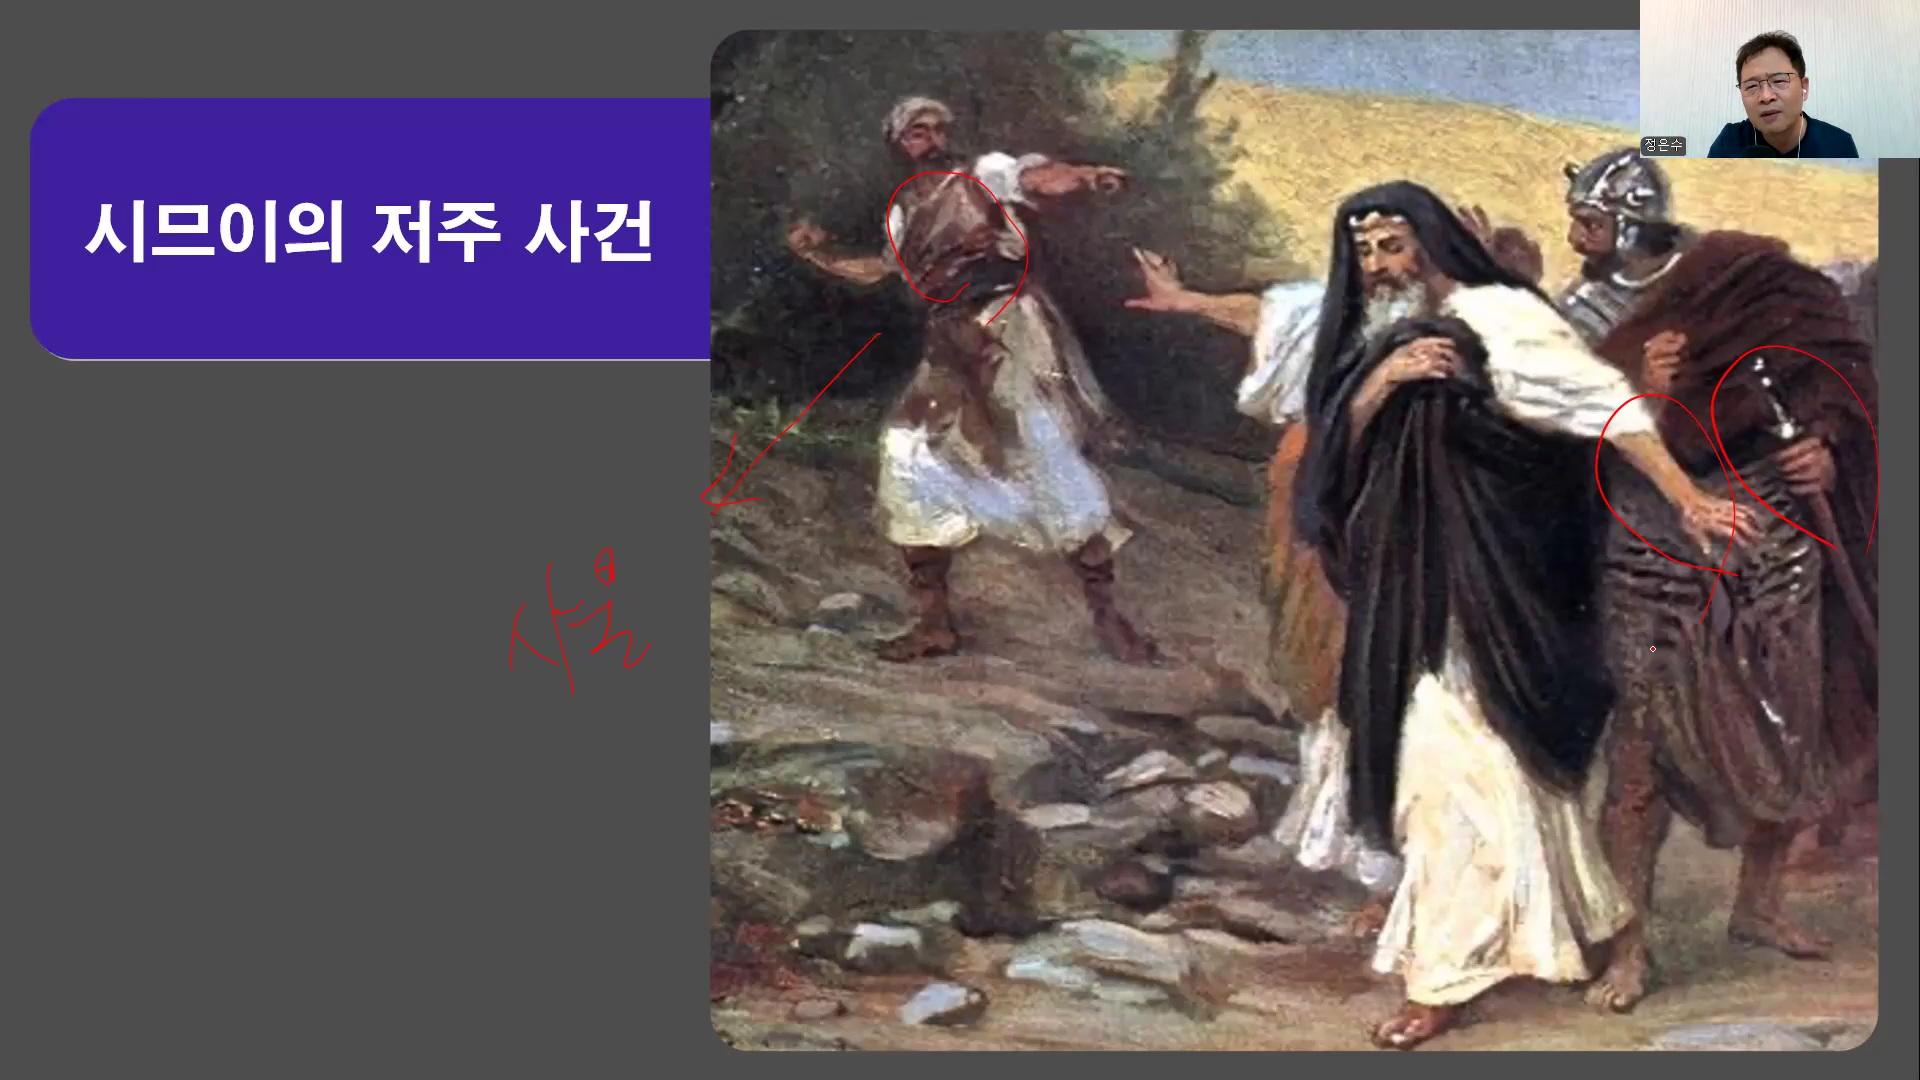 시므이의 저주 사건
정은수
사울